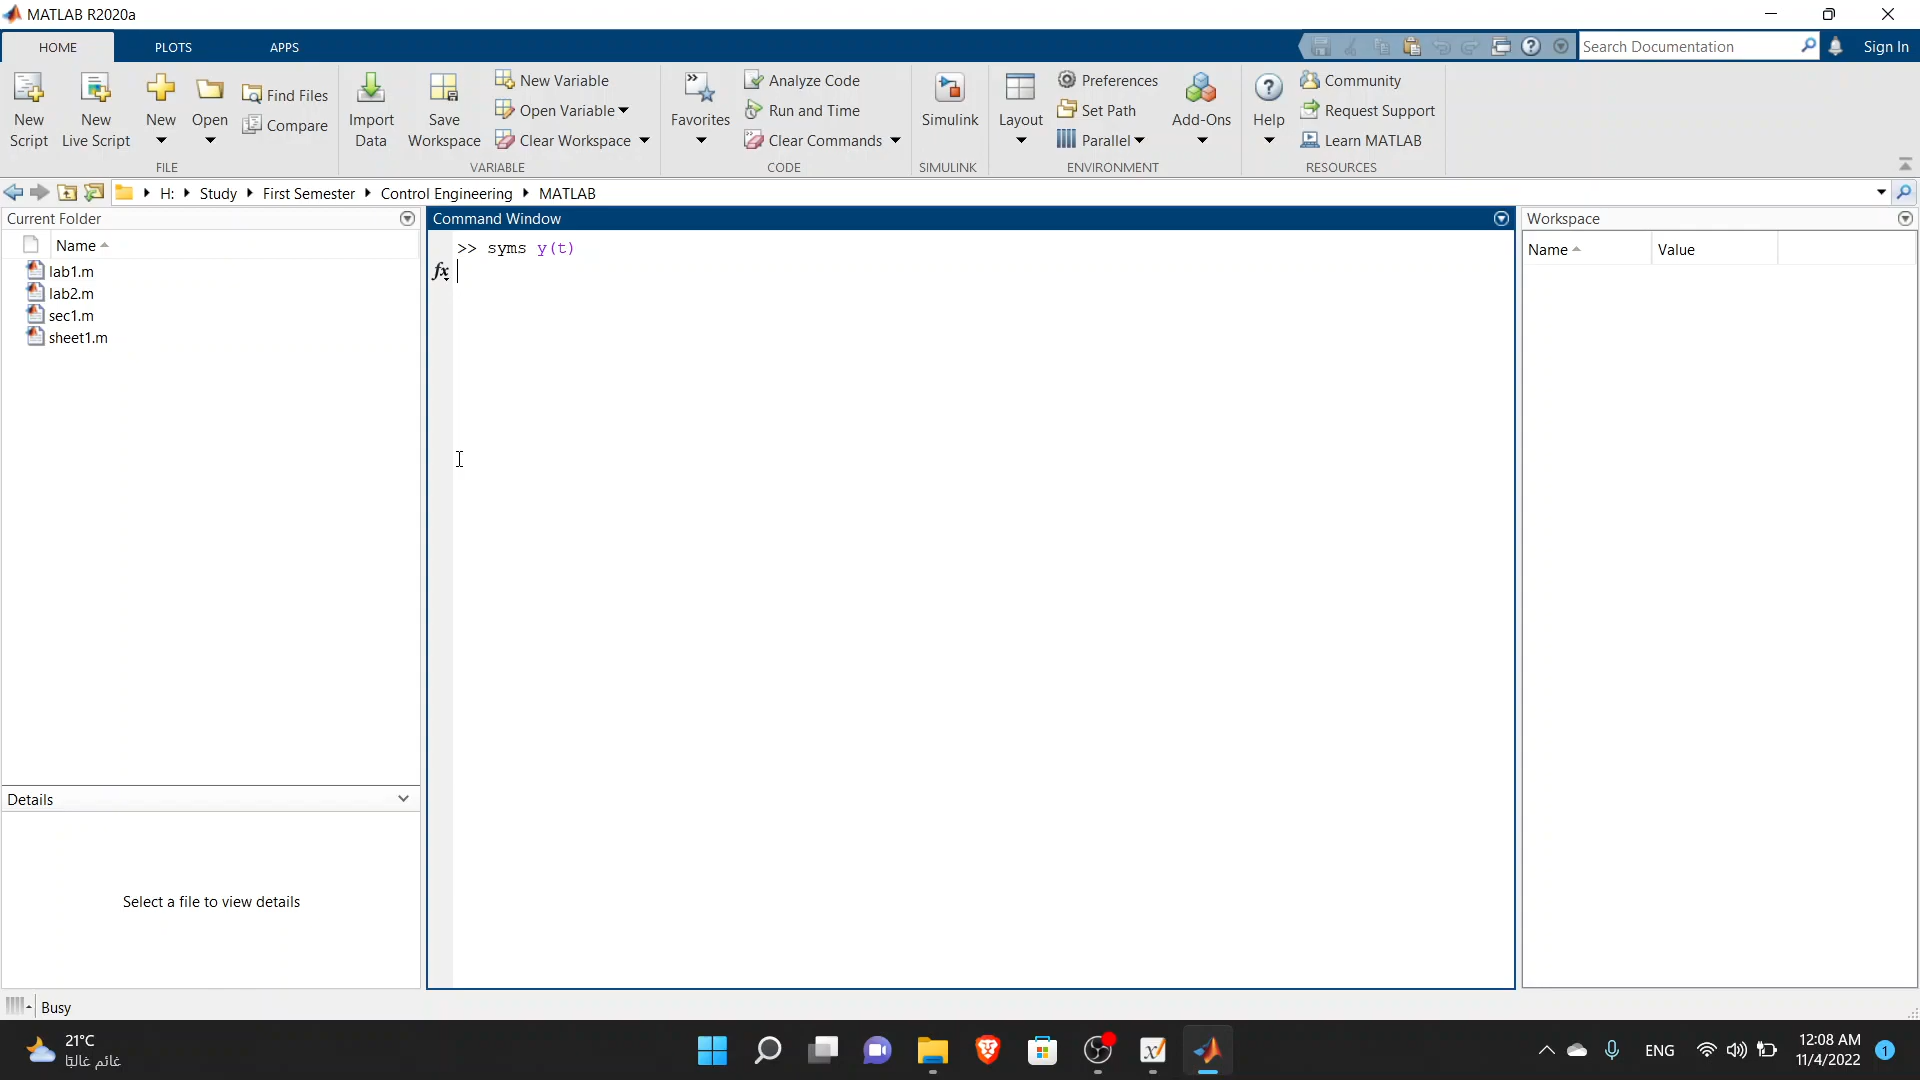 MATLAB R2020a
HOME PLOTS APPS
Search Documentation
Sign In
New Script
New Live Script
New
Open
Find Files
Compare
FILE
Import Data
Save Workspace
New Variable
Open Variable
Clear Workspace
VARIABLE
Favorites
Analyze Code
Run and Time
Clear Commands
CODE
Simulink
SIMULINK
Layout
Preferences
Set Path
Parallel
Add-Ons
ENVIRONMENT
Help
Community
Request Support
Learn MATLAB
RESOURCES
H: Study First Semester Control Engineering MATLAB
Current Folder
Name
lab1.m
lab2.m
sec1.m
sheet1.m
Details
Select a file to view details
Command Window
>> syms y(t)
fx
Workspace
Name Value
Busy
21°C
غائم غالبًا
ENG
12:08 AM
11/4/2022
1